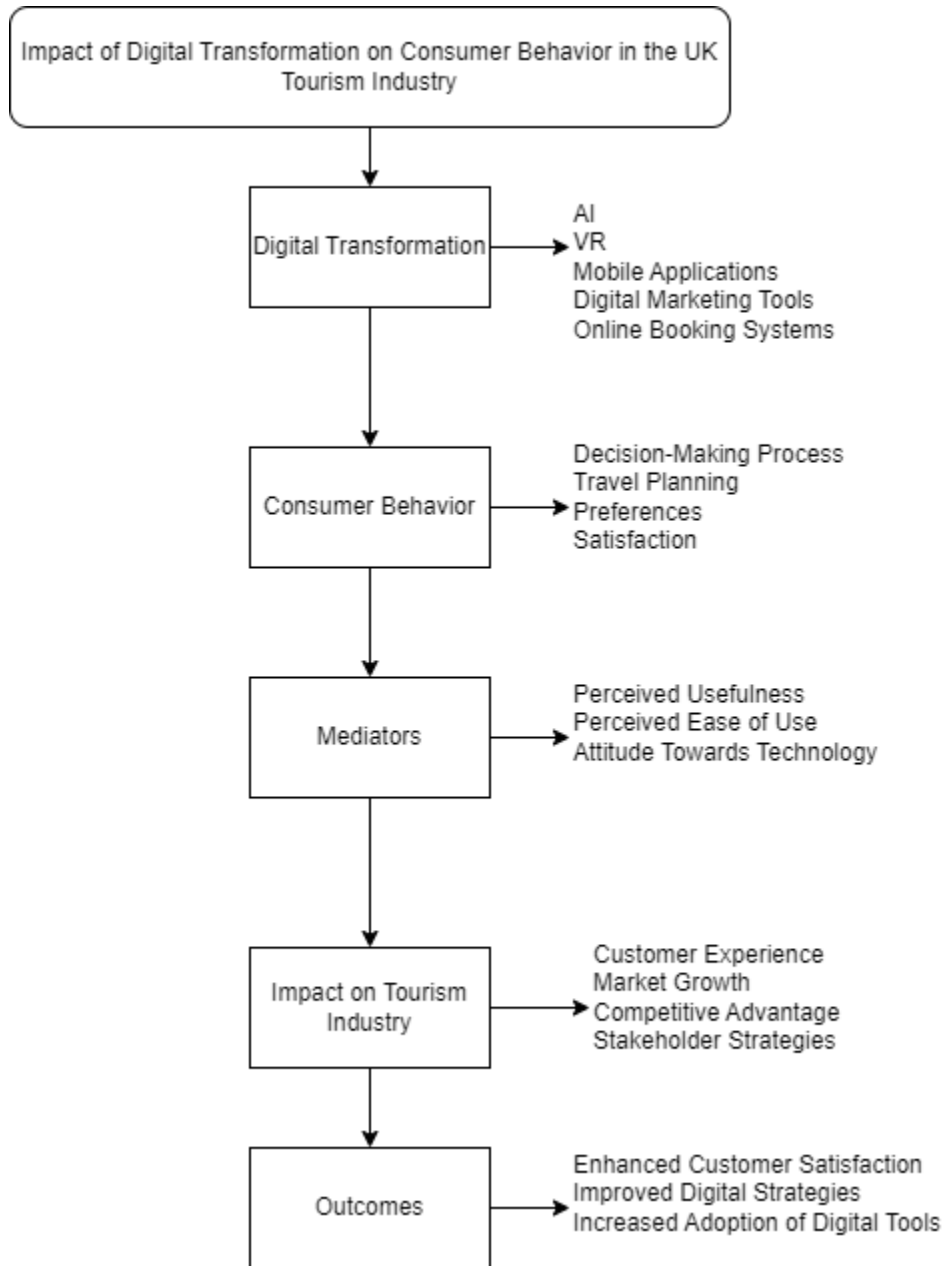 Impact of Digital Transformation on Consumer Behavior in the UK
Tourism Industry
Digital Transformation
AI
VR
Mobile Applications
Digital Marketing Tools
Online Booking Systems
Consumer Behavior
Decision-Making Process
Travel Planning
Preferences
Satisfaction
Mediators
Perceived Usefulness
Perceived Ease of Use
Attitude Towards Technology
Impact on Tourism
Industry
Customer Experience
Market Growth
Competitive Advantage
Stakeholder Strategies
Outcomes
Enhanced Customer Satisfaction
Improved Digital Strategies
Increased Adoption of Digital Tools